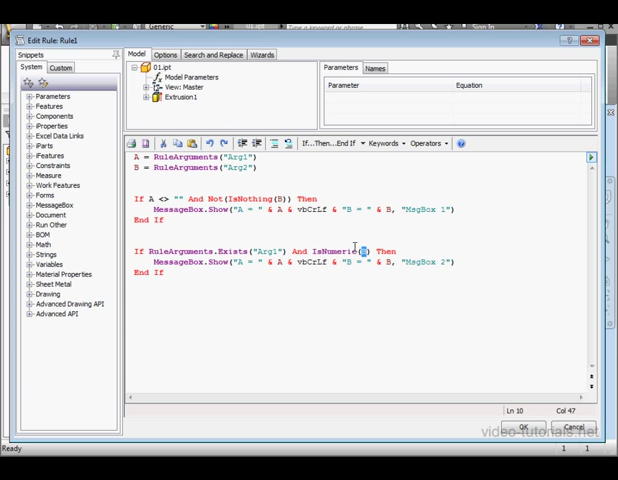 Generic
Edit Rule: Rule1
Snippets
System Custom
Parameters
Features
Components
iProperties
Excel Data Links
iParts
iFeatures
Constraints
Measure
Work Features
Forms
MessageBox
Document
Run Other
BOM
Math
Strings
Variables
Material Properties
Sheet Metal
Drawing
Advanced Drawing API
Advanced API
Model Options Search and Replace Wizards
01.ipt
Model Parameters
View: Master
Extrusion1
Parameters Names
Parameter Equation
If...Then...End If Keywords Operators
A = RuleArguments("Arg1")
B = RuleArguments("Arg2")
If A <> "" And Not(IsNothing(B)) Then
MessageBox.Show("A = " & A & vbCrLf & "B = " & B, "MsgBox 1")
End If
If RuleArguments.Exists("Arg1") And IsNumeric( ) Then
MessageBox.Show("A = " & A & vbCrLf & "B = " & B, "MsgBox 2")
End If
Ln 10 Col 47
OK Cancel
video-tutorials.net
Ready 1 1